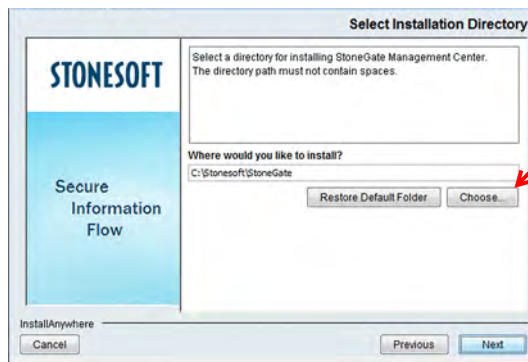 Select Installation Directory
STONESOFT
Select a directory for installing StoneGate Management Center.
The directory path must not contain spaces.
Where would you like to install?
C:\Stonesoft\StoneGate
Restore Default Folder Choose...
Secure
Information
Flow
InstallAnywhere
Cancel Previous Next